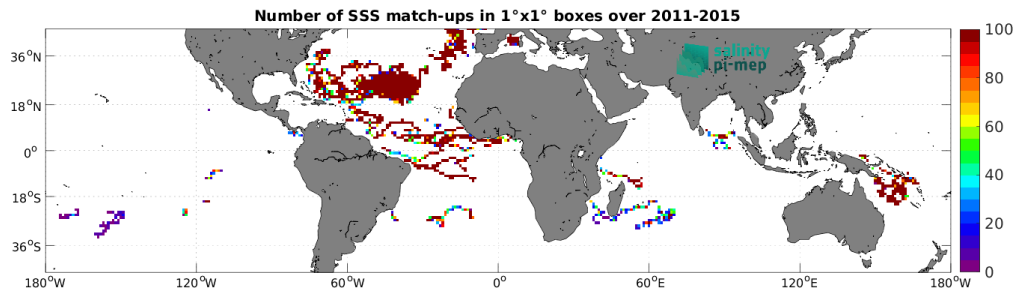 Number of SSS match-ups in 1°x1° boxes over 2011-2015
salinity
pi-mep
36°N
18°N
0°
18°S
36°S
180°W
120°W
60°W
0°
60°E
120°E
180°W
100
80
60
40
20
0